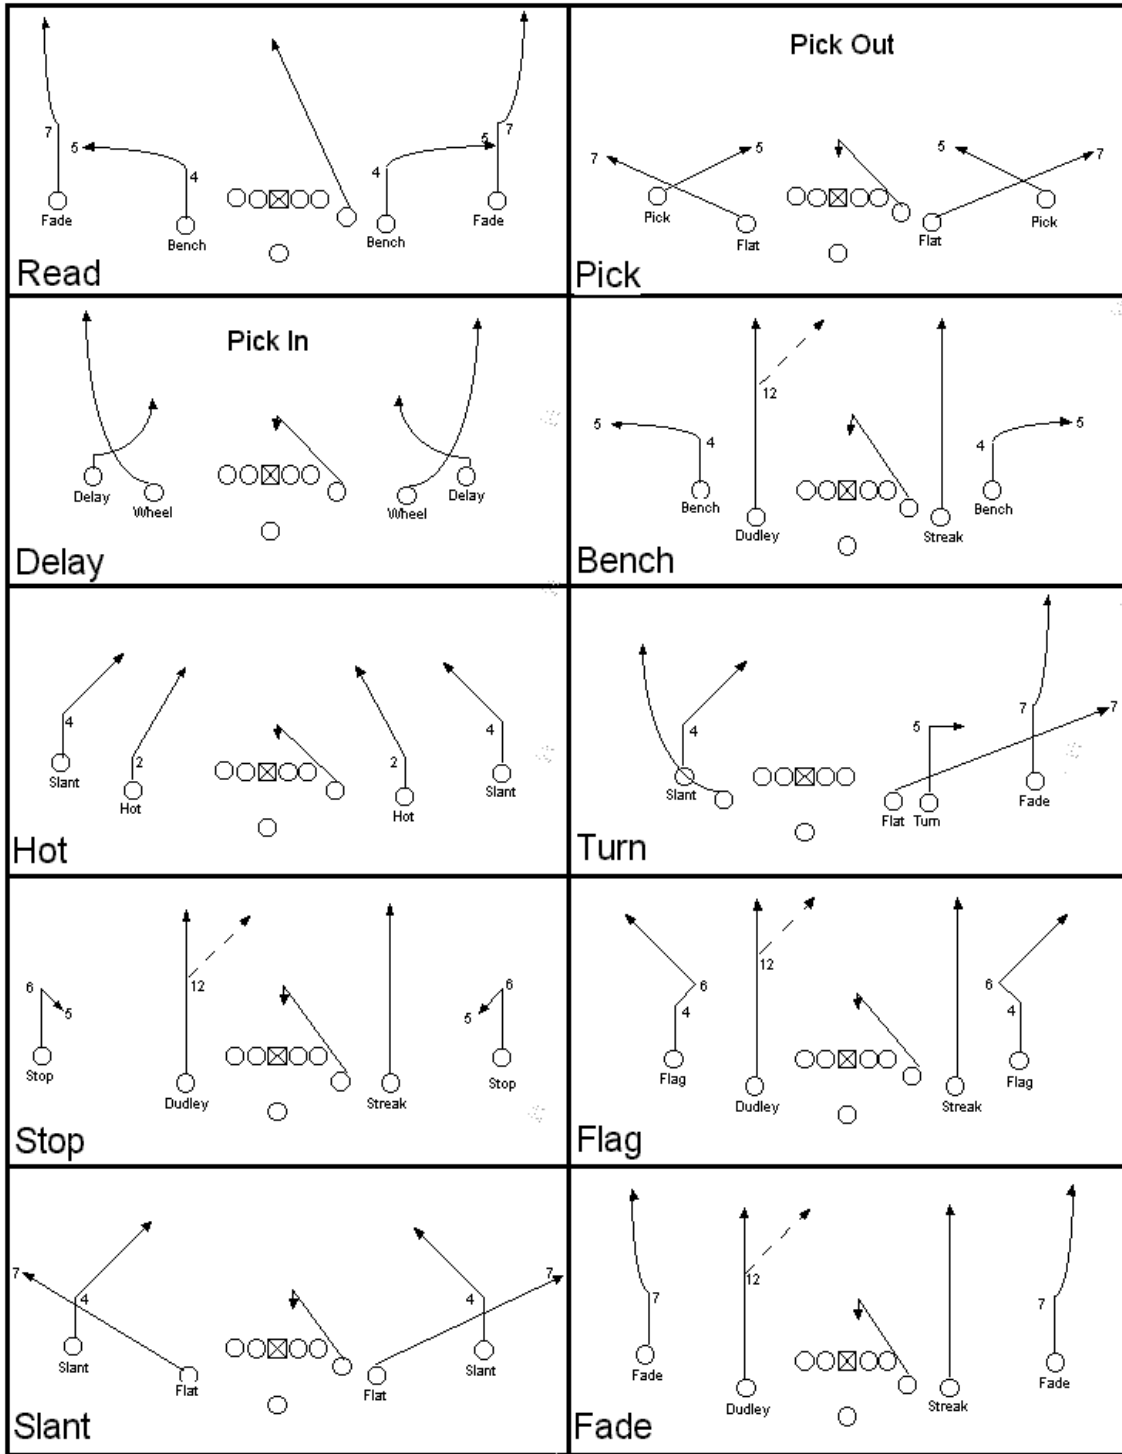 7
5
4
Fade
Bench
4
5
7
Bench
Fade
Read
Pick Out
7
5
5
7
Pick
Flat
Flat
Pick
Pick
Pick In
Delay
Wheel
Wheel
Delay
Delay
12
5
4
4
5
Bench
Dudley
Streak
Bench
Bench
4
2
2
4
Slant
Hot
Hot
Slant
Hot
4
5
7
7
Slant
Flat
Turn
Fade
Turn
6
5
12
6
5
Stop
Dudley
Streak
Stop
Stop
6
4
12
6
4
Flag
Dudley
Streak
Flag
Flag
7
4
4
7
Slant
Flat
Flat
Slant
Slant
7
12
7
Fade
Dudley
Streak
Fade
Fade